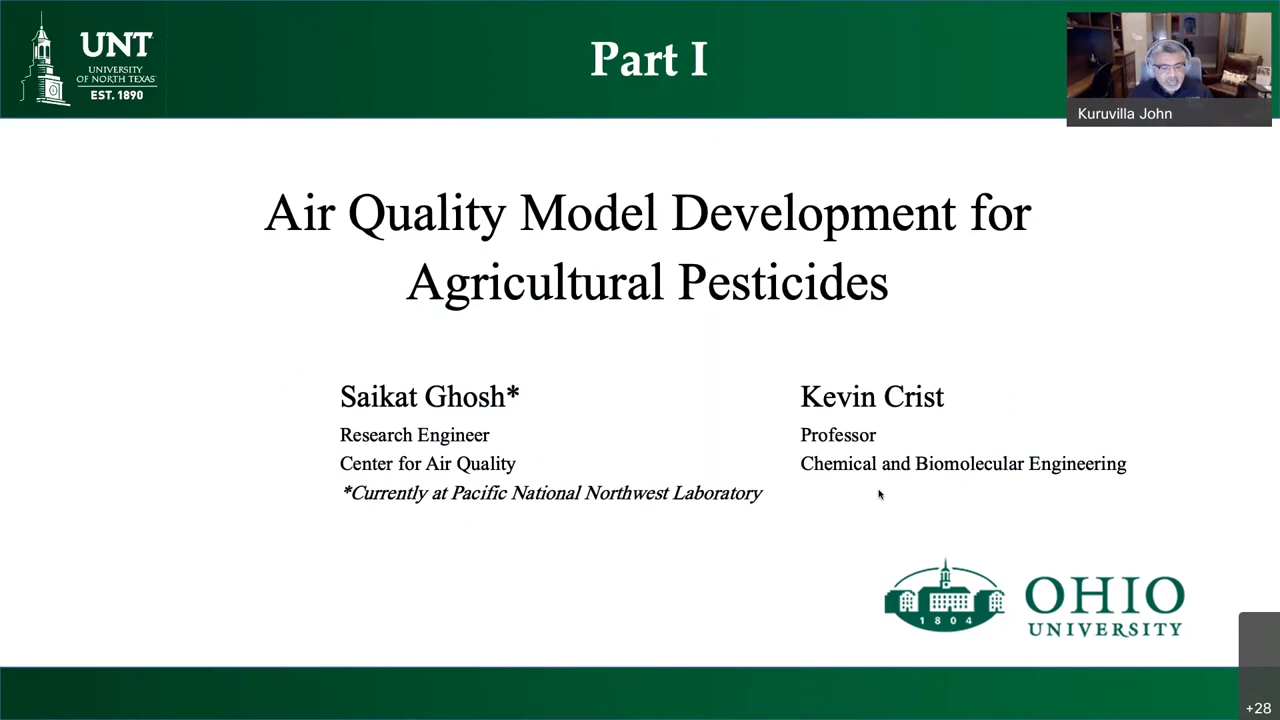 UNT
UNIVERSITY
OF NORTH TEXAS
EST. 1890
Part I
Kuruvilla John
Air Quality Model Development for
Agricultural Pesticides
Saikat Ghosh*
Research Engineer
Center for Air Quality
*Currently at Pacific National Northwest Laboratory
Kevin Crist
Professor
Chemical and Biomolecular Engineering
1804
OHIO
UNIVERSITY
+28